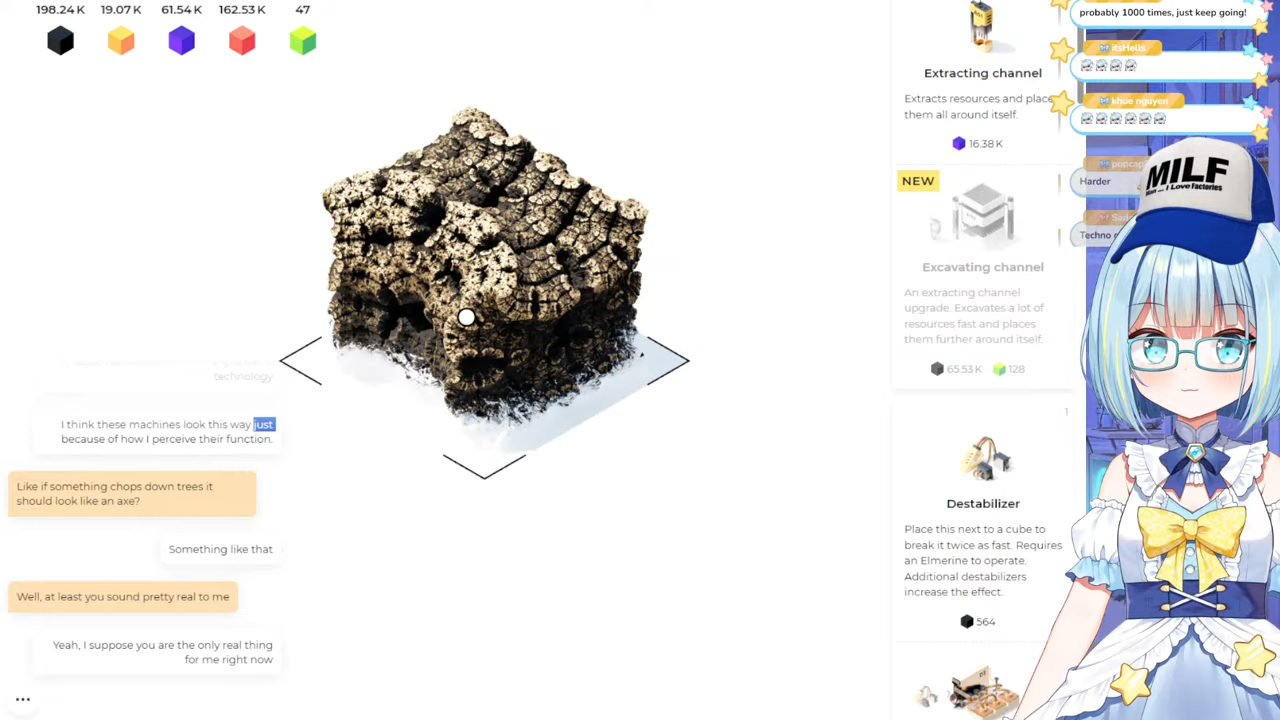 198.24 K 19.07 K 61.54 K 162.53 K 47
technology
I think these machines look this way just
because of how I perceive their function.
Like if something chops down trees it
should look like an axe?
Something like that
Well, at least you sound pretty real to me
Yeah, I suppose you are the only real thing
for me right now
...
Extracting channel
Extracts resources and place
them all around itself.
16.38 K
NEW
Excavating channel
An extracting channel
upgrade. Excavates a lot of
resources fast and places
them further around itself.
65.53 K 128
1
Destabilizer
Place this next to a cube to
break it twice as fast. Requires
an Elmerine to operate.
Additional destabilizers
increase the effect.
564
probably 1000 times, just keep going!
itsHells
khue nguyen
popcap
Harder
Techno
MILF
I Love Factories